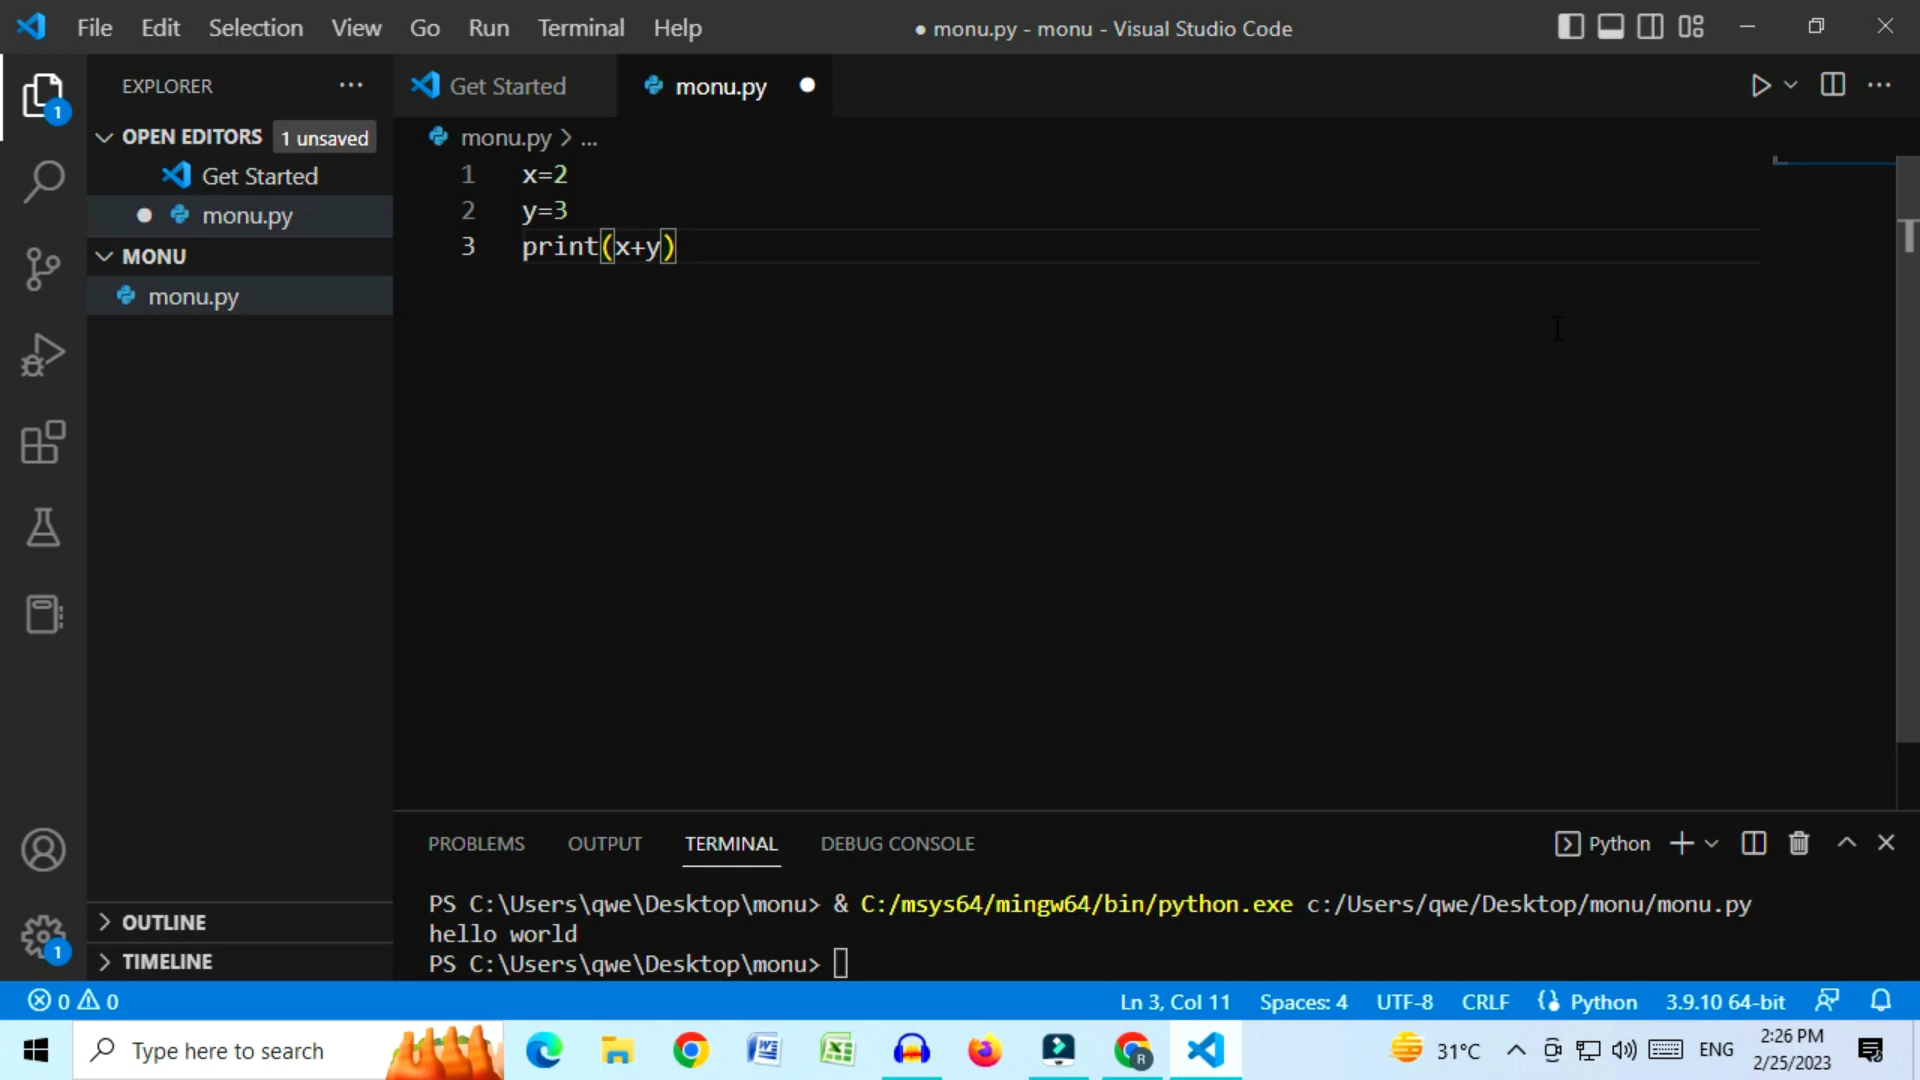 File Edit Selection View Go Run Terminal Help
● monu.py - monu - Visual Studio Code
EXPLORER ...
OPEN EDITORS 1 unsaved
Get Started
monu.py
MONU
monu.py
OUTLINE
TIMELINE
1
1
Get Started
monu.py
monu.py > ...
1 x=2
2 y=3
3 print(x+y)
PROBLEMS OUTPUT TERMINAL DEBUG CONSOLE
Python
PS C:\Users\qwe\Desktop\monu> & C:/msys64/mingw64/bin/python.exe c:/Users/qwe/Desktop/monu/monu.py
hello world
PS C:\Users\qwe\Desktop\monu>
0 0
Ln 3, Col 11 Spaces: 4 UTF-8 CRLF Python 3.9.10 64-bit
Type here to search
31°C ENG
2:26 PM
2/25/2023